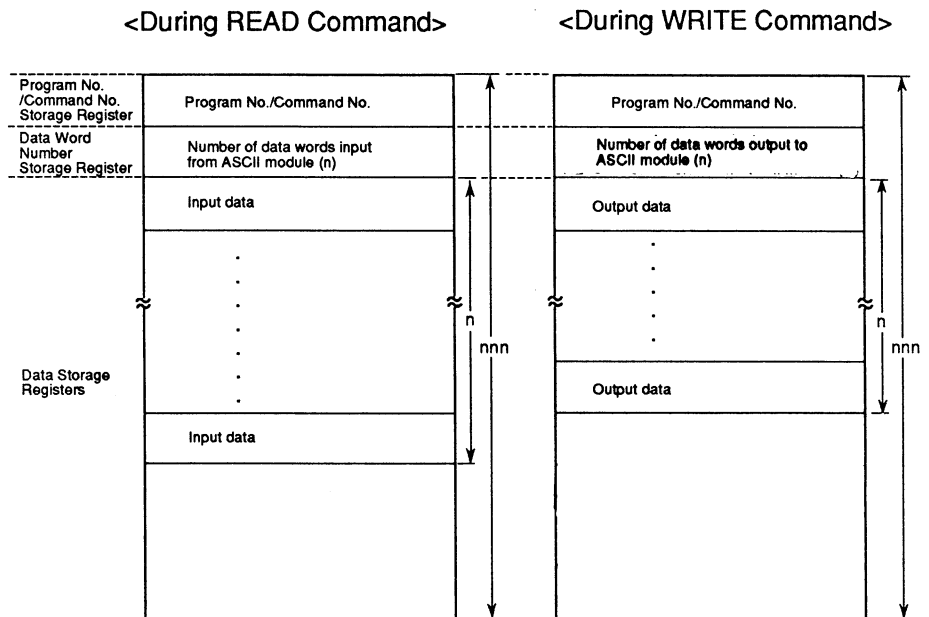 <During READ Command>
<During WRITE Command>
Program No.
/Command No.
Storage Register
Program No./Command No.
Program No./Command No.
Data Word
Number
Storage Register
Number of data words input
from ASCII module (n)
Number of data words output to
ASCII module (n)
Input data
Output data
n
nnn
n
nnn
Data Storage
Registers
Output data
Input data